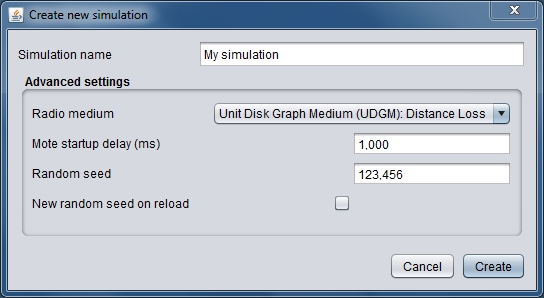 Create new simulation
Simulation name My simulation
Advanced settings
Radio medium Unit Disk Graph Medium (UDGM): Distance Loss
Mote startup delay (ms) 1,000
Random seed 123,456
New random seed on reload
Cancel Create